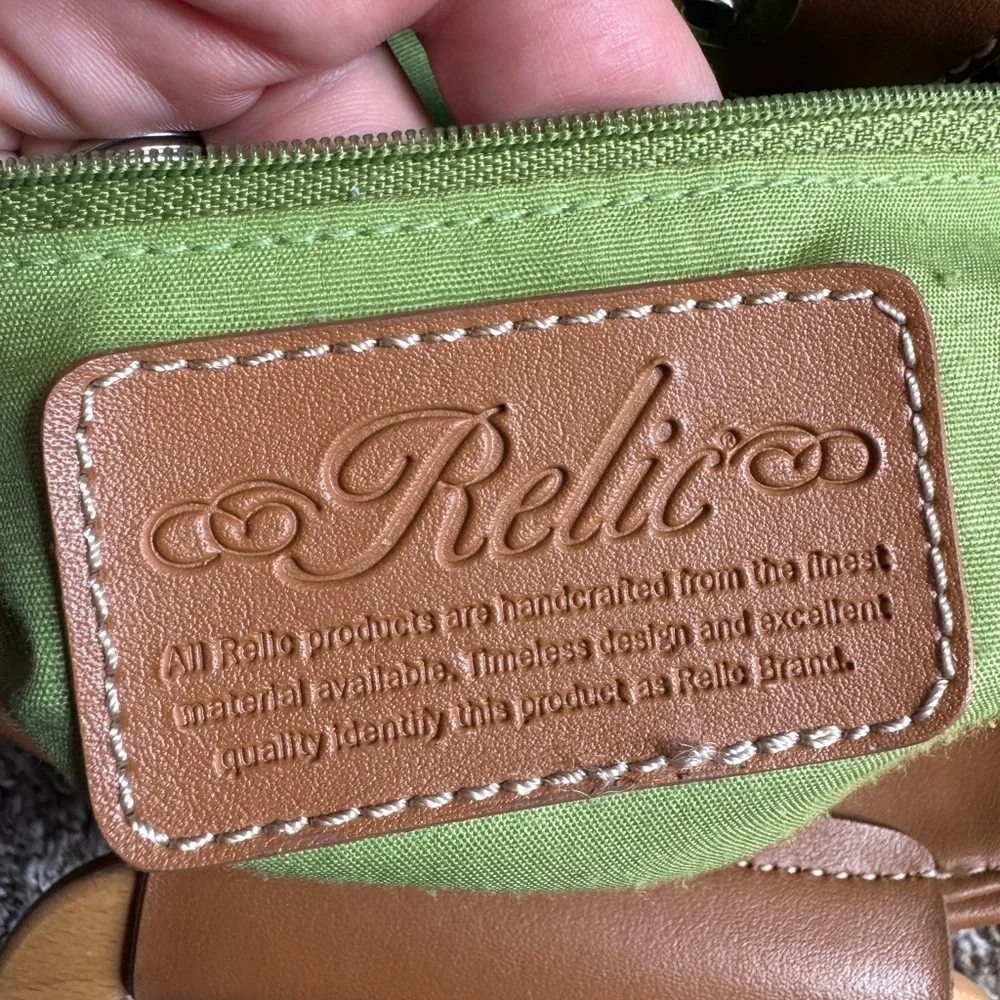 Relic®
All Relic products are handcrafted from the finest
material available. Timeless design and excellent
quality identify this product as Relic Brand.